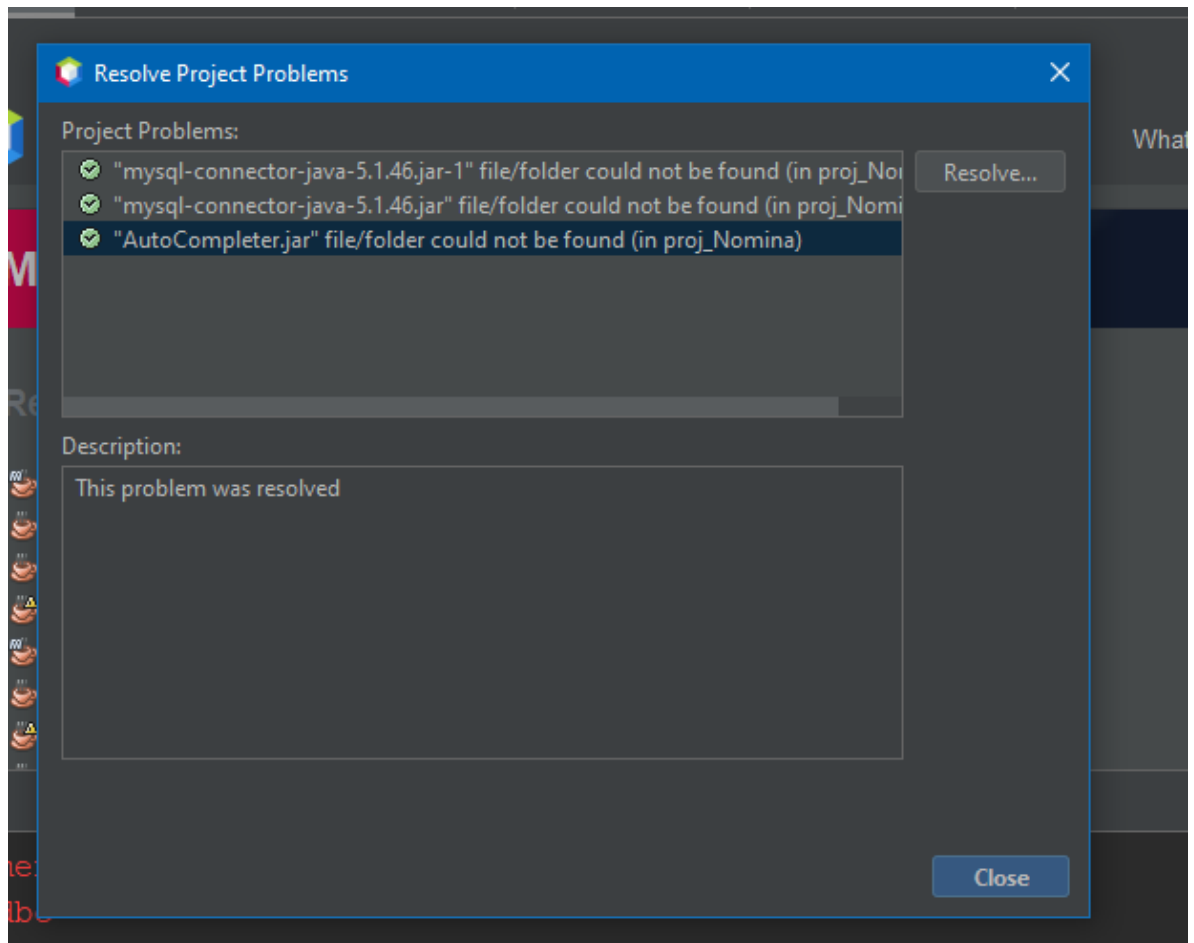 Resolve Project Problems
Project Problems:
"mysql-connector-java-5.1.46.jar-1" file/folder could not be found (in proj_Nor
Resolve...
"mysql-connector-java-5.1.46.jar" file/folder could not be found (in proj_Nomi
"AutoCompleter.jar" file/folder could not be found (in proj_Nomina)
What
M
Re
Description:
This problem was resolved
Close